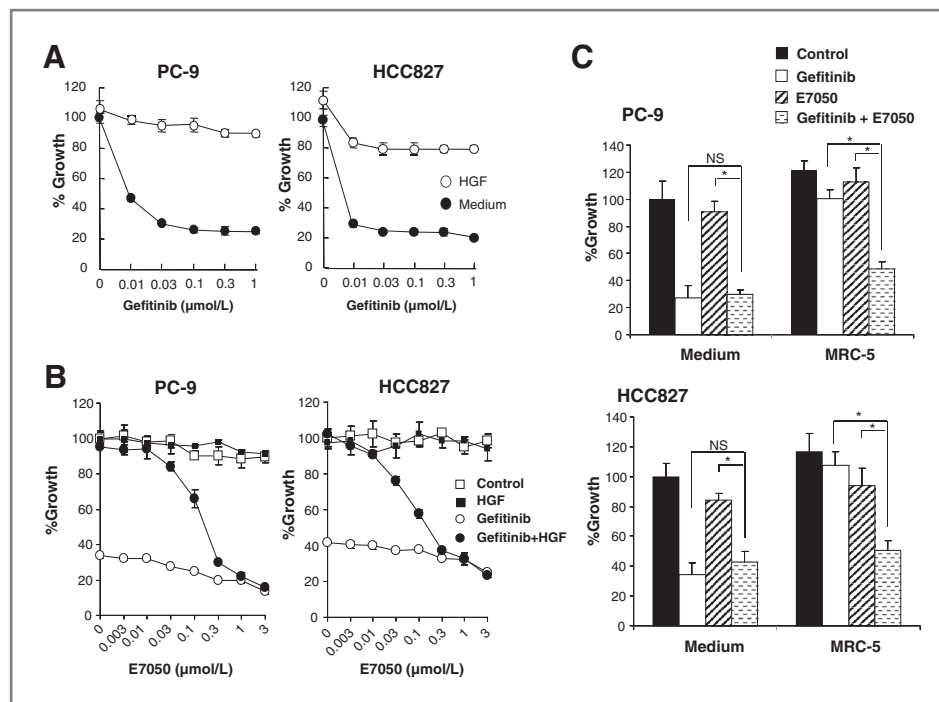 A
PC-9
HCC827
% Growth
120
100
80
60
40
20
0
0 0.01 0.03 0.1 0.3 1
Gefitinib (μmol/L)
% Growth
120
100
80
60
40
20
0
0 0.01 0.03 0.1 0.3 1
Gefitinib (μmol/L)
HGF
Medium
B
PC-9
HCC827
%Growth
120
100
80
60
40
20
0
0 0.003 0.01 0.03 0.1 0.3 1 3
E7050 (μmol/L)
%Growth
120
100
80
60
40
20
0
0 0.003 0.01 0.03 0.1 0.3 1 3
E7050 (μmol/L)
Control
HGF
Gefitinib
Gefitinib+HGF
C
Control
Gefitinib
E7050
Gefitinib + E7050
PC-9
%Growth
140
120
100
80
60
40
20
0
NS
*
*
*
Medium MRC-5
HCC827
%Growth
140
120
100
80
60
40
20
0
NS
*
*
*
Medium MRC-5